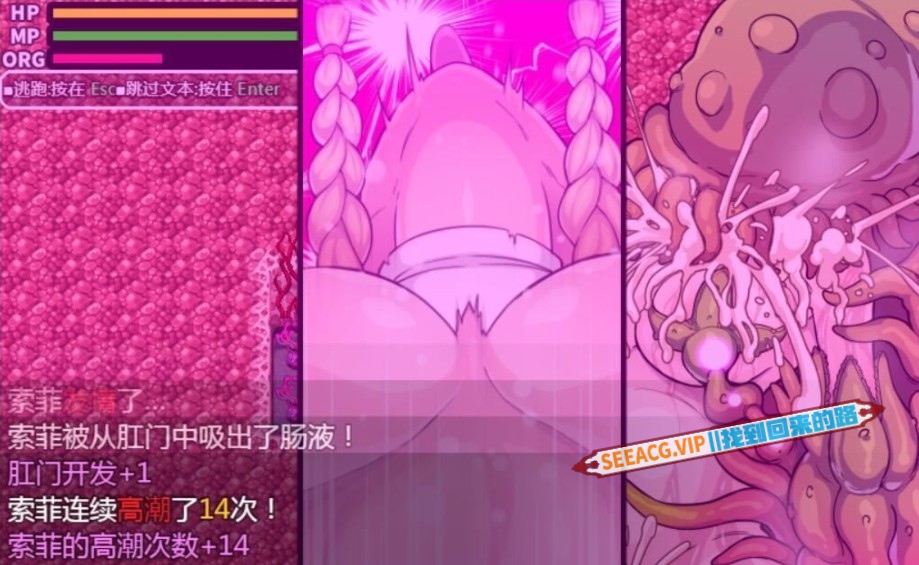 HP
MP
ORG
■逃跑:按在 Esc■跳过文本:按住 Enter
索菲发情了...
索菲被从肛门中吸出了肠液！
肛门开发+1
索菲连续高潮了14次！
索菲的高潮次数+14
SEEACG.VIP||找到回来的路